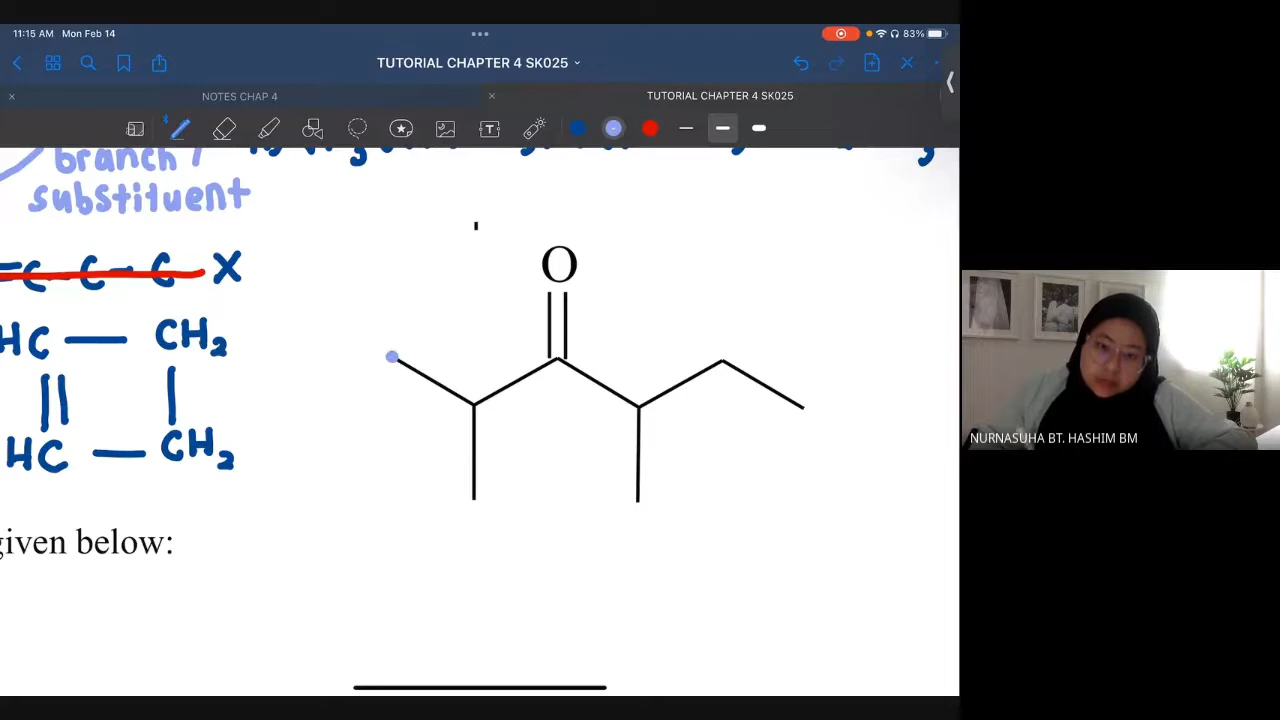 11:15 AM Mon Feb 14
83%
TUTORIAL CHAPTER 4 SK025
NOTES CHAP 4
TUTORIAL CHAPTER 4 SK025
T
branch /
substituent
C – C – C X
O
HC — CH2
HC — CH2
given below:
NURNASUHA BT. HASHIM BM